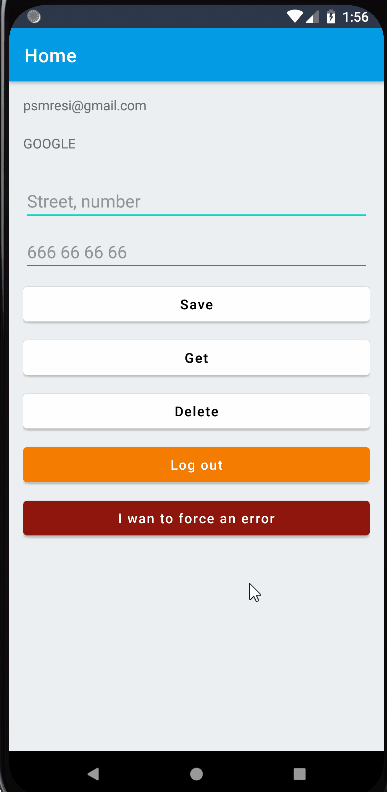 1:56
Home
psmresi@gmail.com
GOOGLE
Street, number
666 66 66 66
Save
Get
Delete
Log out
I wan to force an error